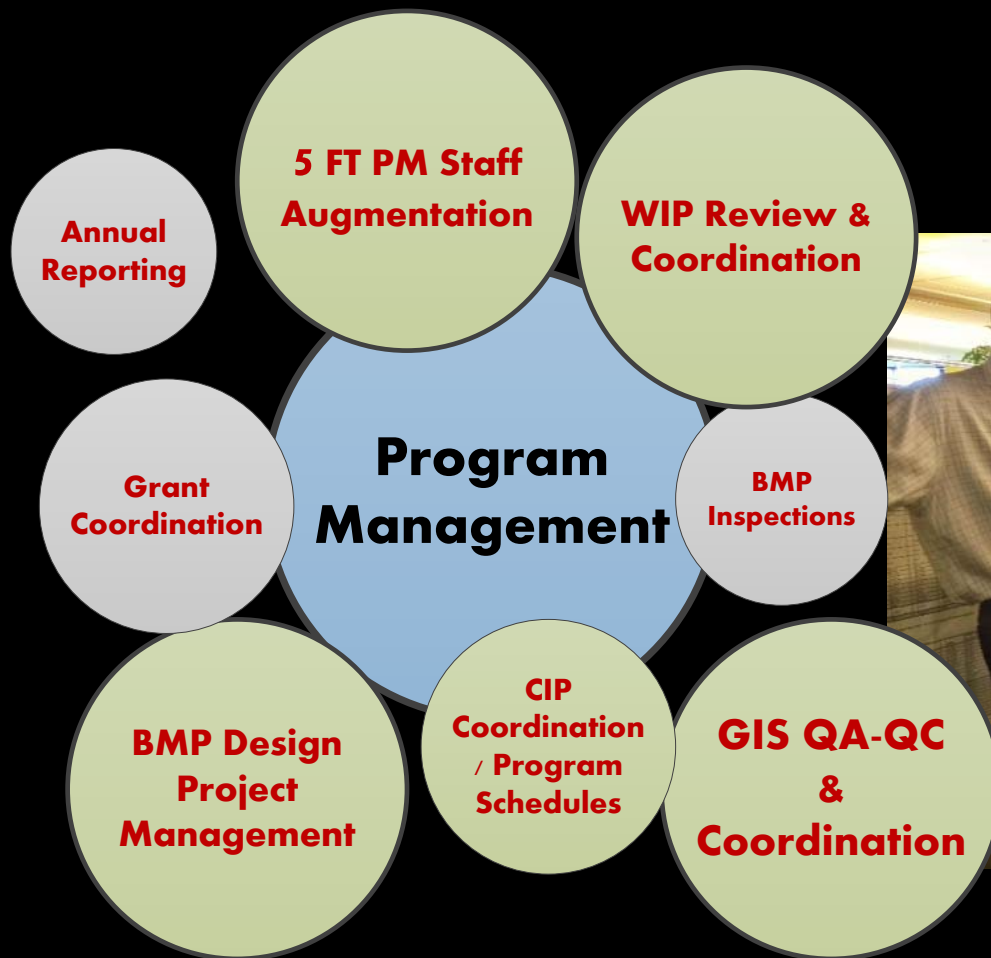 5 FT PM Staff
Augmentation
WIP Review &
Coordination
Annual
Reporting
Program
Management
Grant
Coordination
BMP
Inspections
BMP Design
Project
Management
CIP
Coordination
/ Program
Schedules
GIS QA-QC
&
Coordination